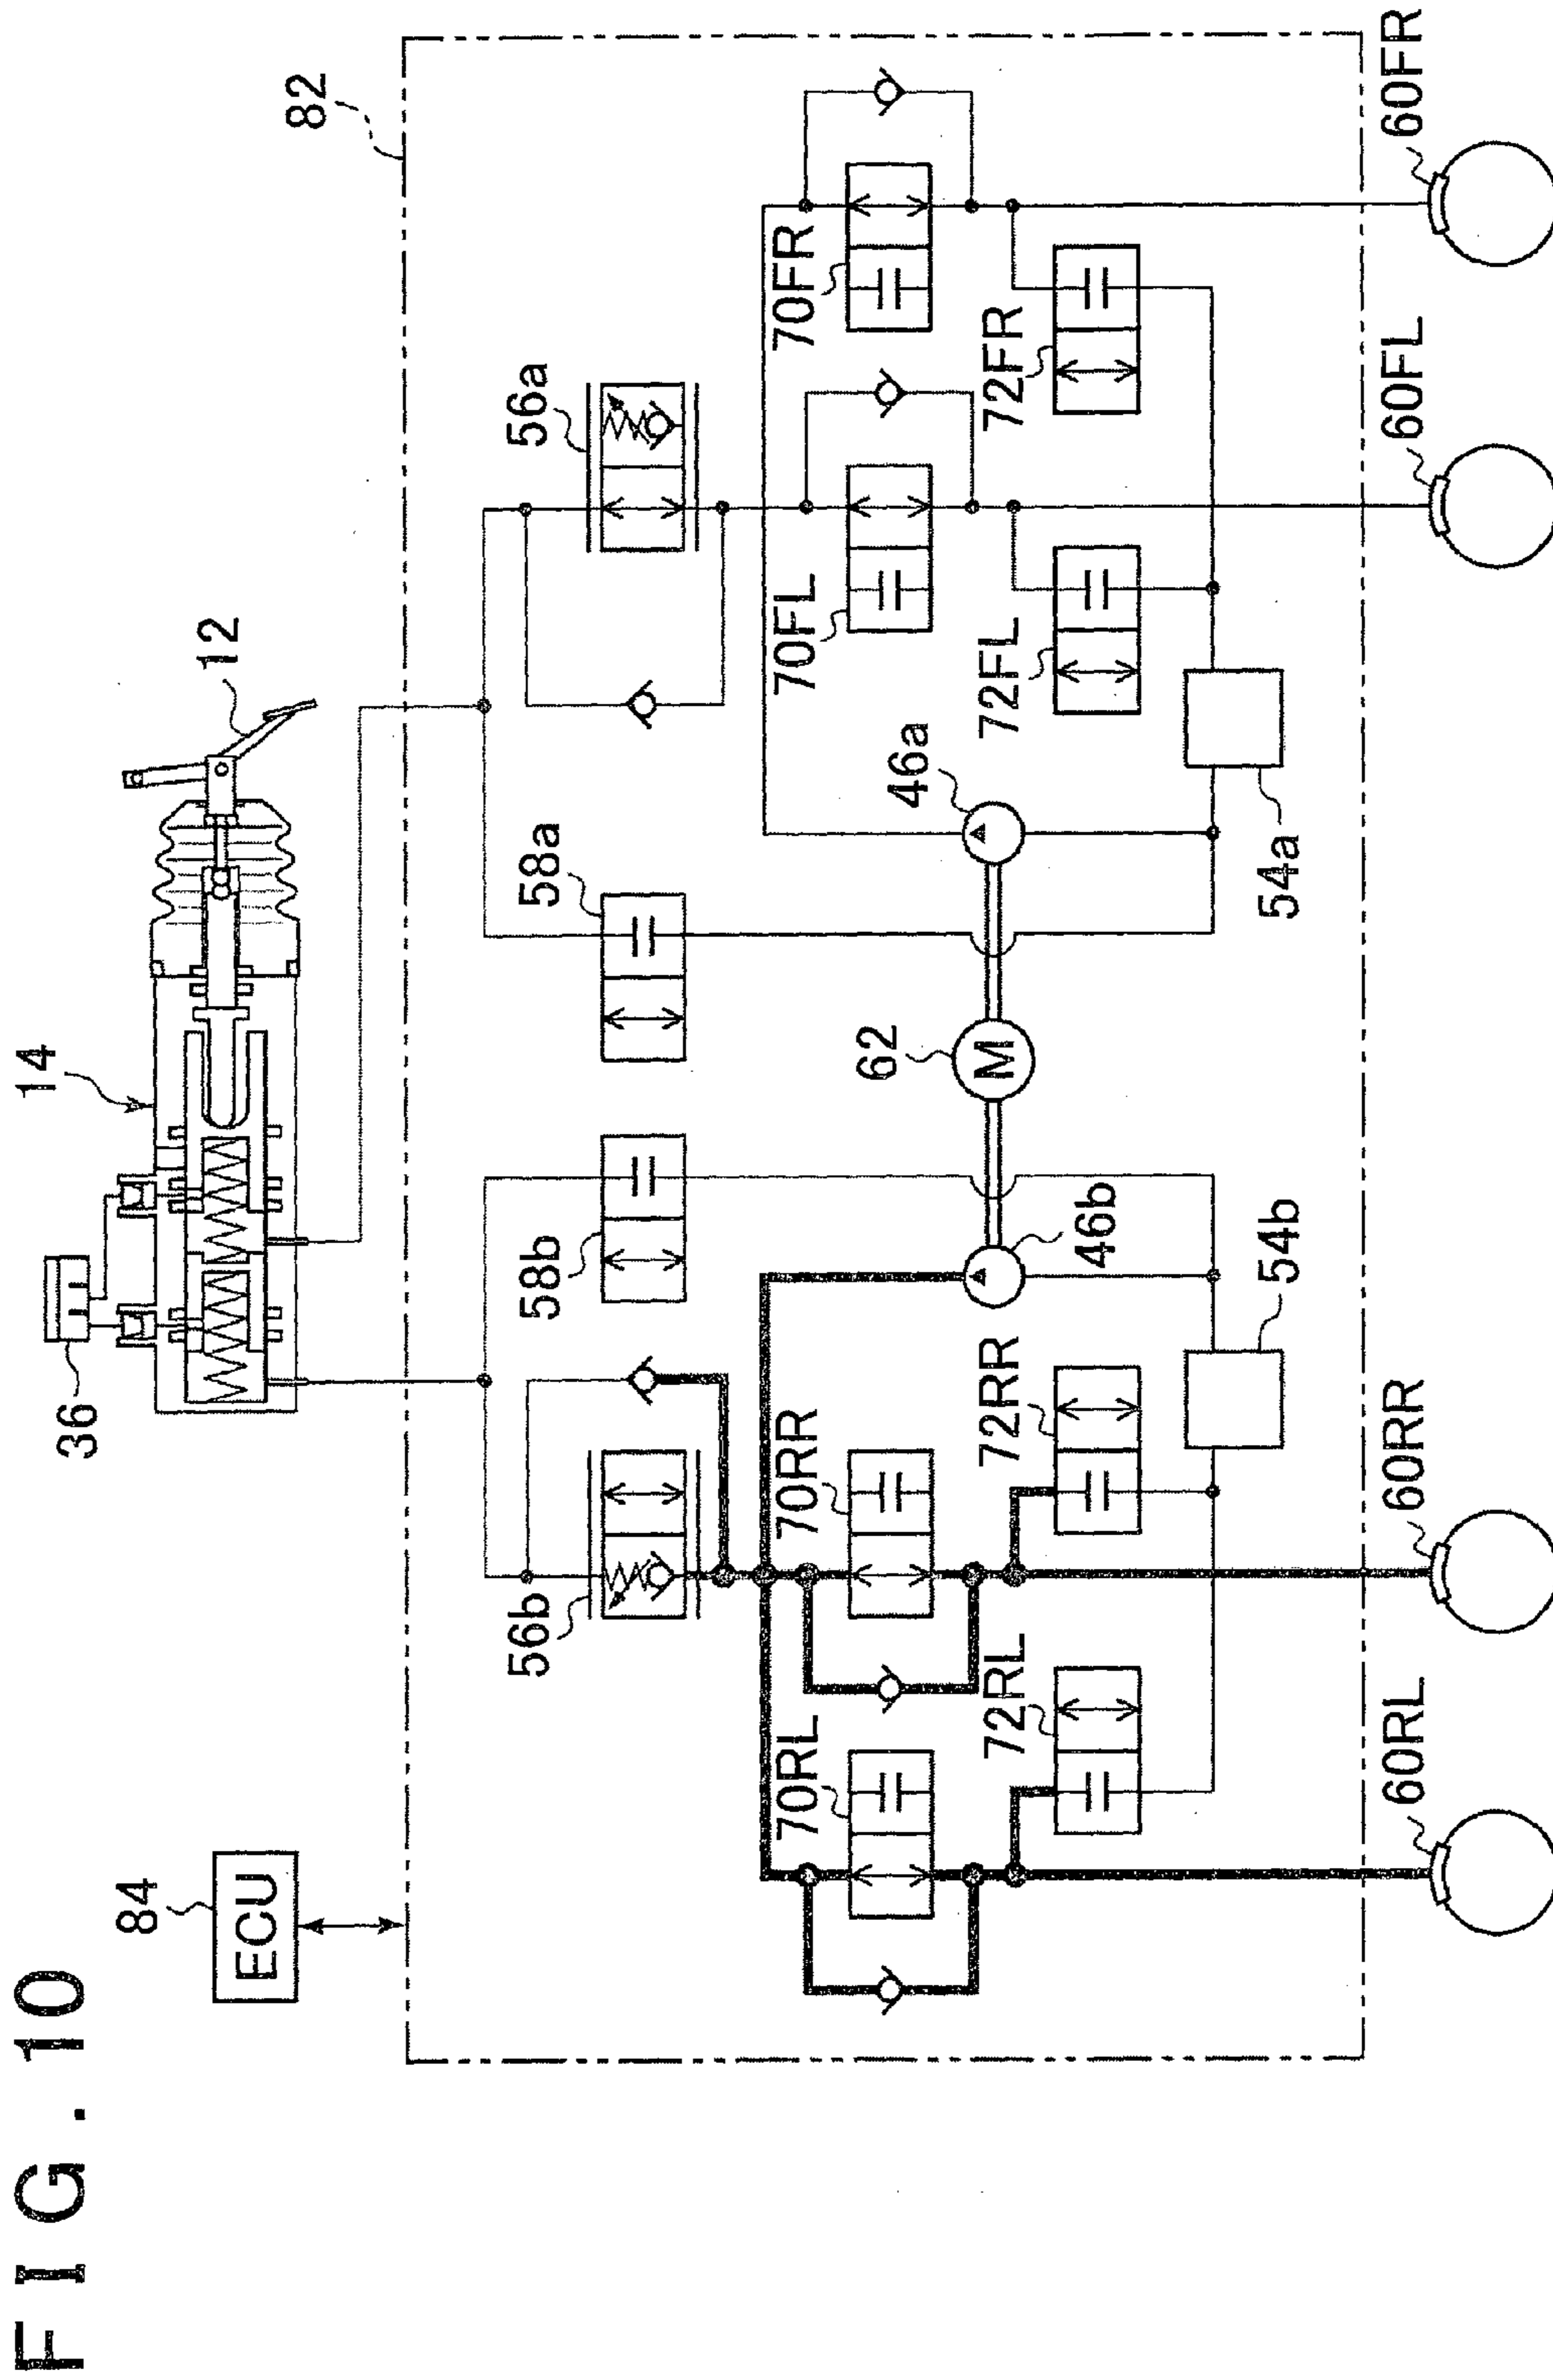 FIG. 10
84
ECU
36
14
12
82
56b
58b
58a
56a
70RL
70RR
70FL
70FR
72RL
72RR
46b
62
M
46a
72FL
72FR
54b
54a
60RL
60RR
60FL
60FR